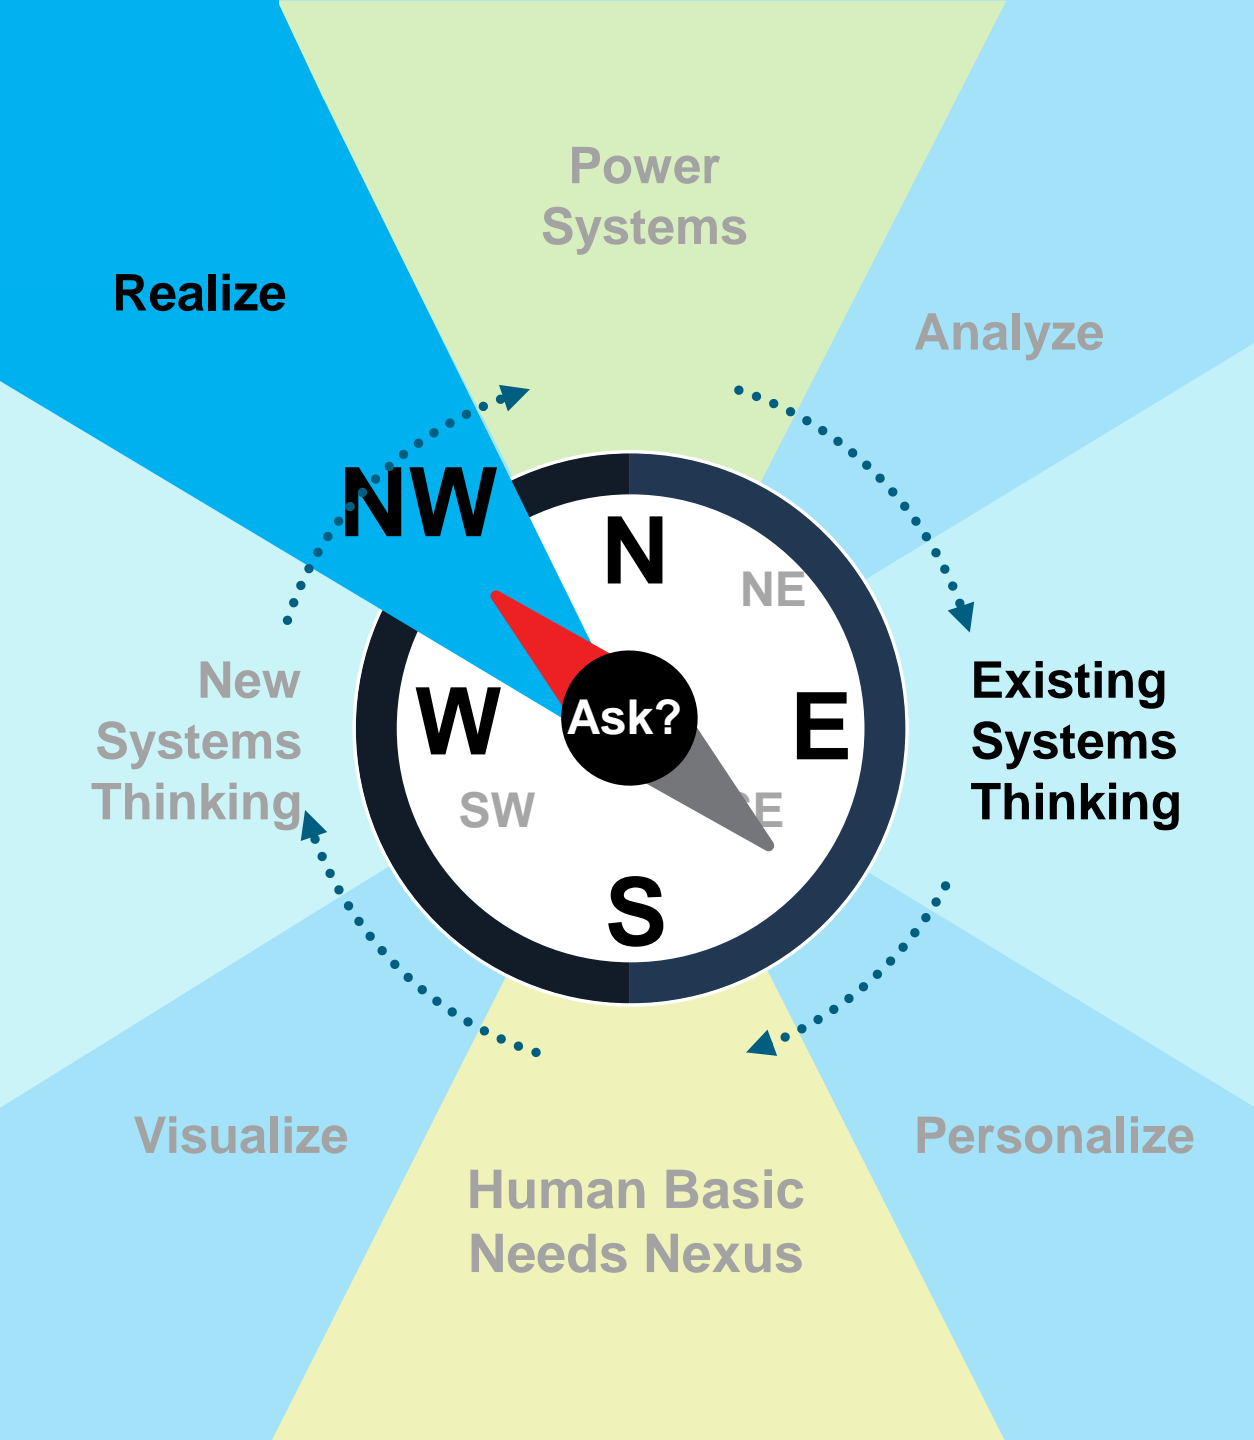 Power
Systems
Realize
Analyze
NW
N
NE
New
Systems
Thinking
W
Ask?
E
Existing
Systems
Thinking
SW
SE
S
Visualize
Personalize
Human Basic
Needs Nexus